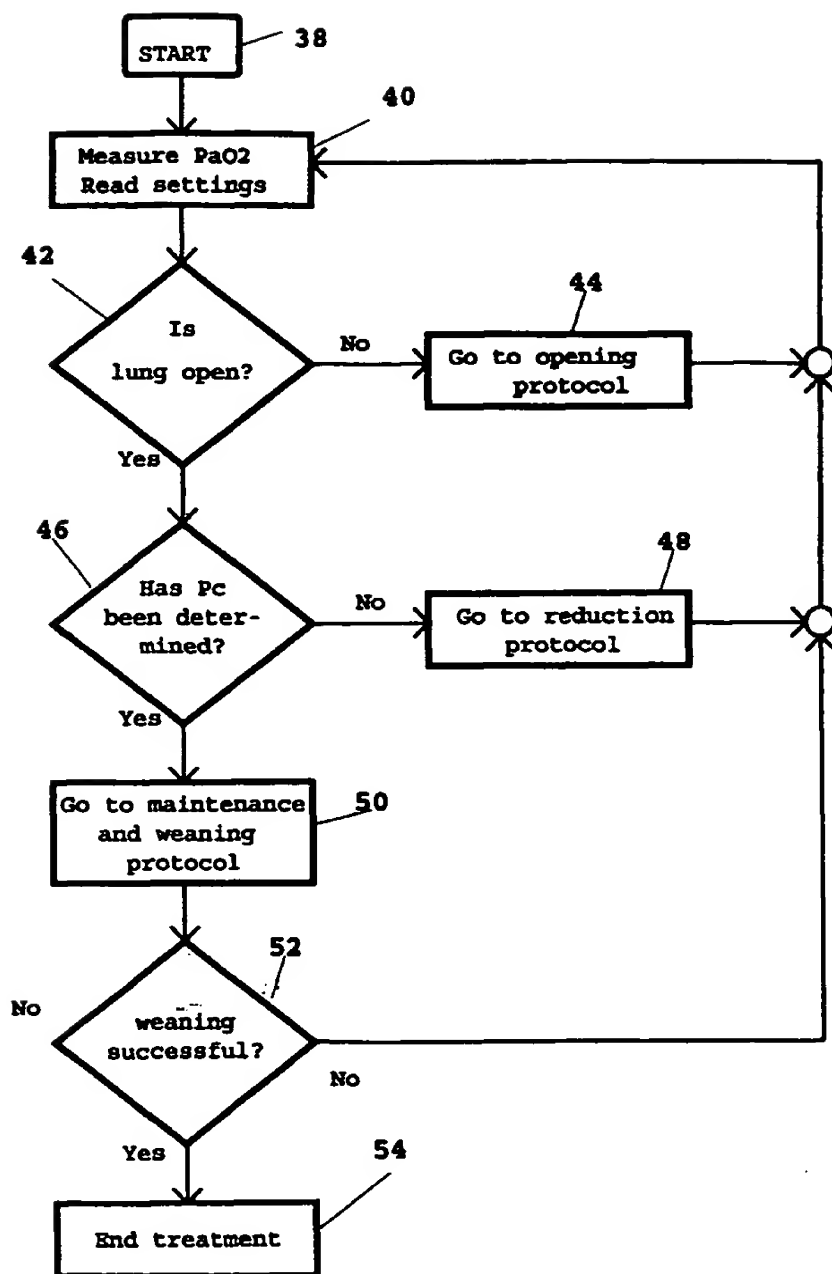 START
38
40
Measure PaO2
Read settings
42
Is
lung open?
No
44
Go to opening
protocol
Yes
46
Has Pc
been deter-
mined?
No
48
Go to reduction
protocol
Yes
Go to maintenance
and weaning
protocol
50
52
No
weaning
successful?
No
Yes
54
End treatment